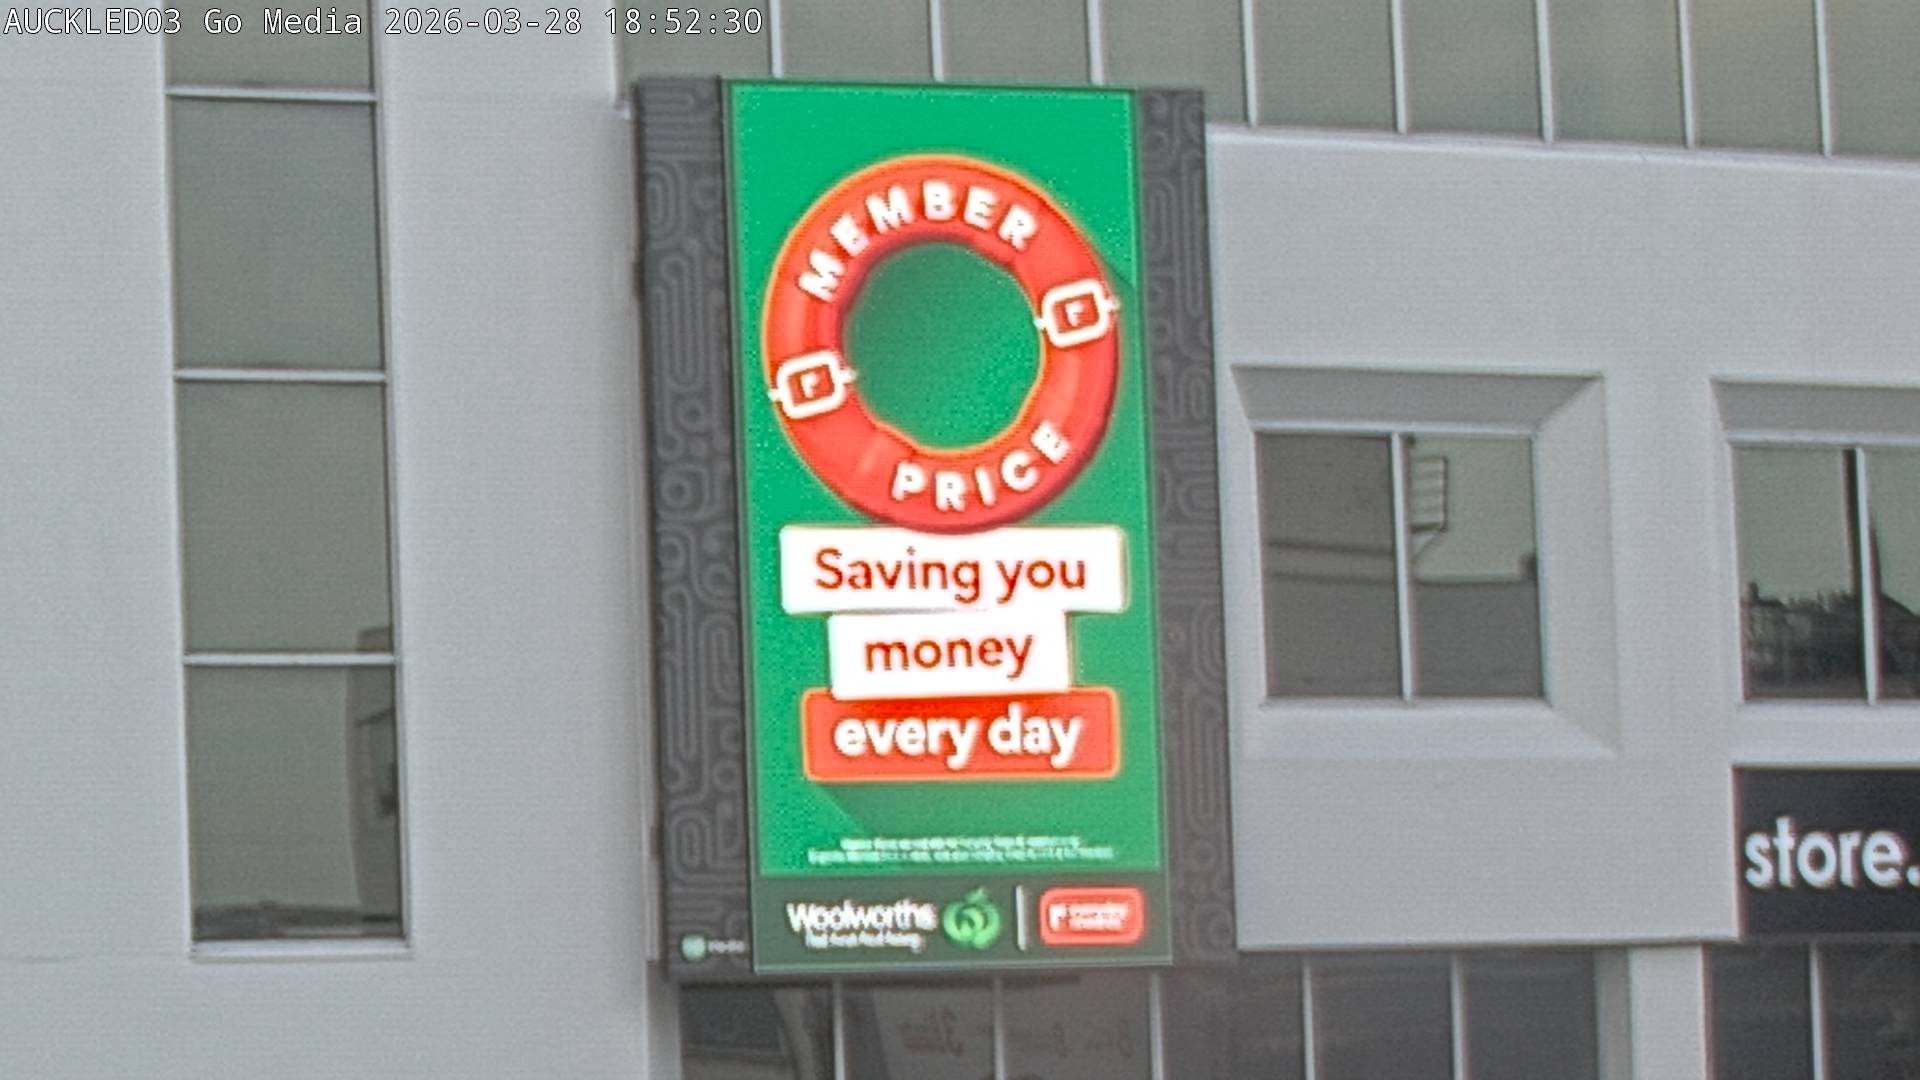 AUCKLED03 Go Media 2026-03-28 18:52:30
MEMBER
PRICE
Saving you
money
every day
Woolworths
store.